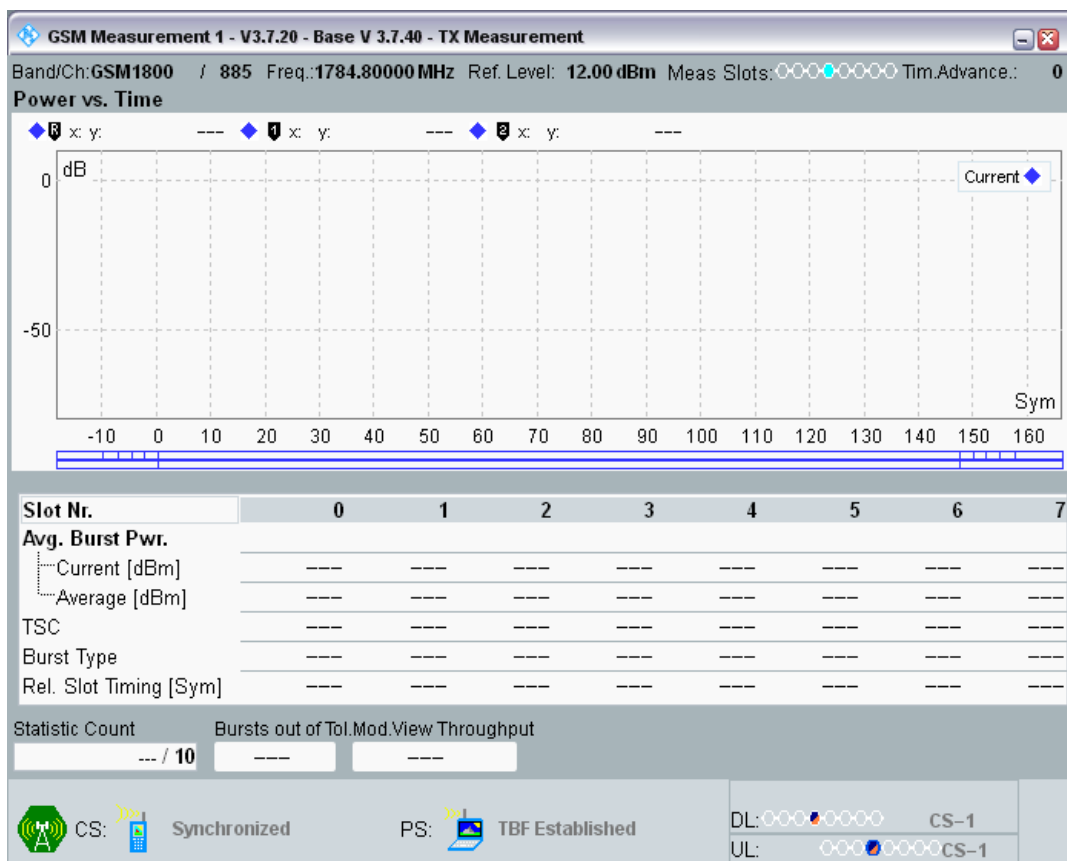 GSM Measurement 1 - V3.7.20 - Base V 3.7.40 - TX Measurement
Band/Ch:GSM1800 / 885 Freq.:1784.80000 MHz Ref. Level: 12.00 dBm Meas Slots: Tim.Advance.: 0
Power vs. Time
R x: y: --- 1 x: y: --- 2 x: y: ---
dB
Current
0
-50
Sym
-10 0 10 20 30 40 50 60 70 80 90 100 110 120 130 140 150 160
Slot Nr. 0 1 2 3 4 5 6 7
Avg. Burst Pwr.
Current [dBm] --- --- --- --- --- --- --- ---
Average [dBm] --- --- --- --- --- --- --- ---
TSC --- --- --- --- --- --- --- ---
Burst Type --- --- --- --- --- --- --- ---
Rel. Slot Timing [Sym] --- --- --- --- --- --- --- ---
Statistic Count Bursts out of Tol. Mod.View Throughput
--- / 10 --- ---
CS: Synchronized PS: TBF Established DL: CS-1
UL: CS-1